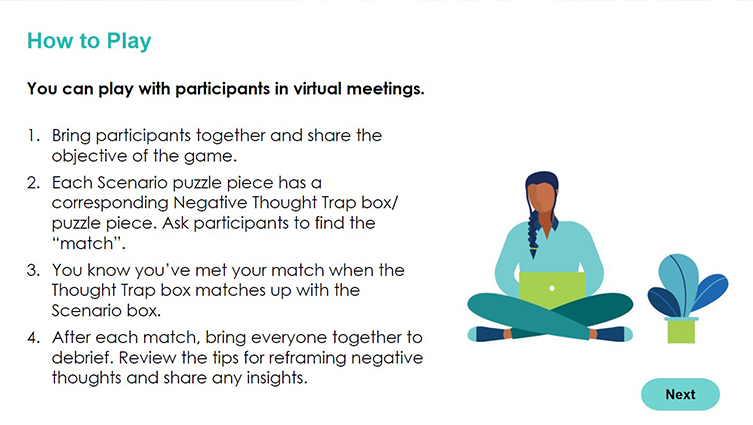 How to Play
You can play with participants in virtual meetings.
1. Bring participants together and share the
objective of the game.
2. Each Scenario puzzle piece has a
corresponding Negative Thought Trap box/
puzzle piece. Ask participants to find the
“match”.
3. You know you’ve met your match when the
Thought Trap box matches up with the
Scenario box.
4. After each match, bring everyone together to
debrief. Review the tips for reframing negative
thoughts and share any insights.
Next